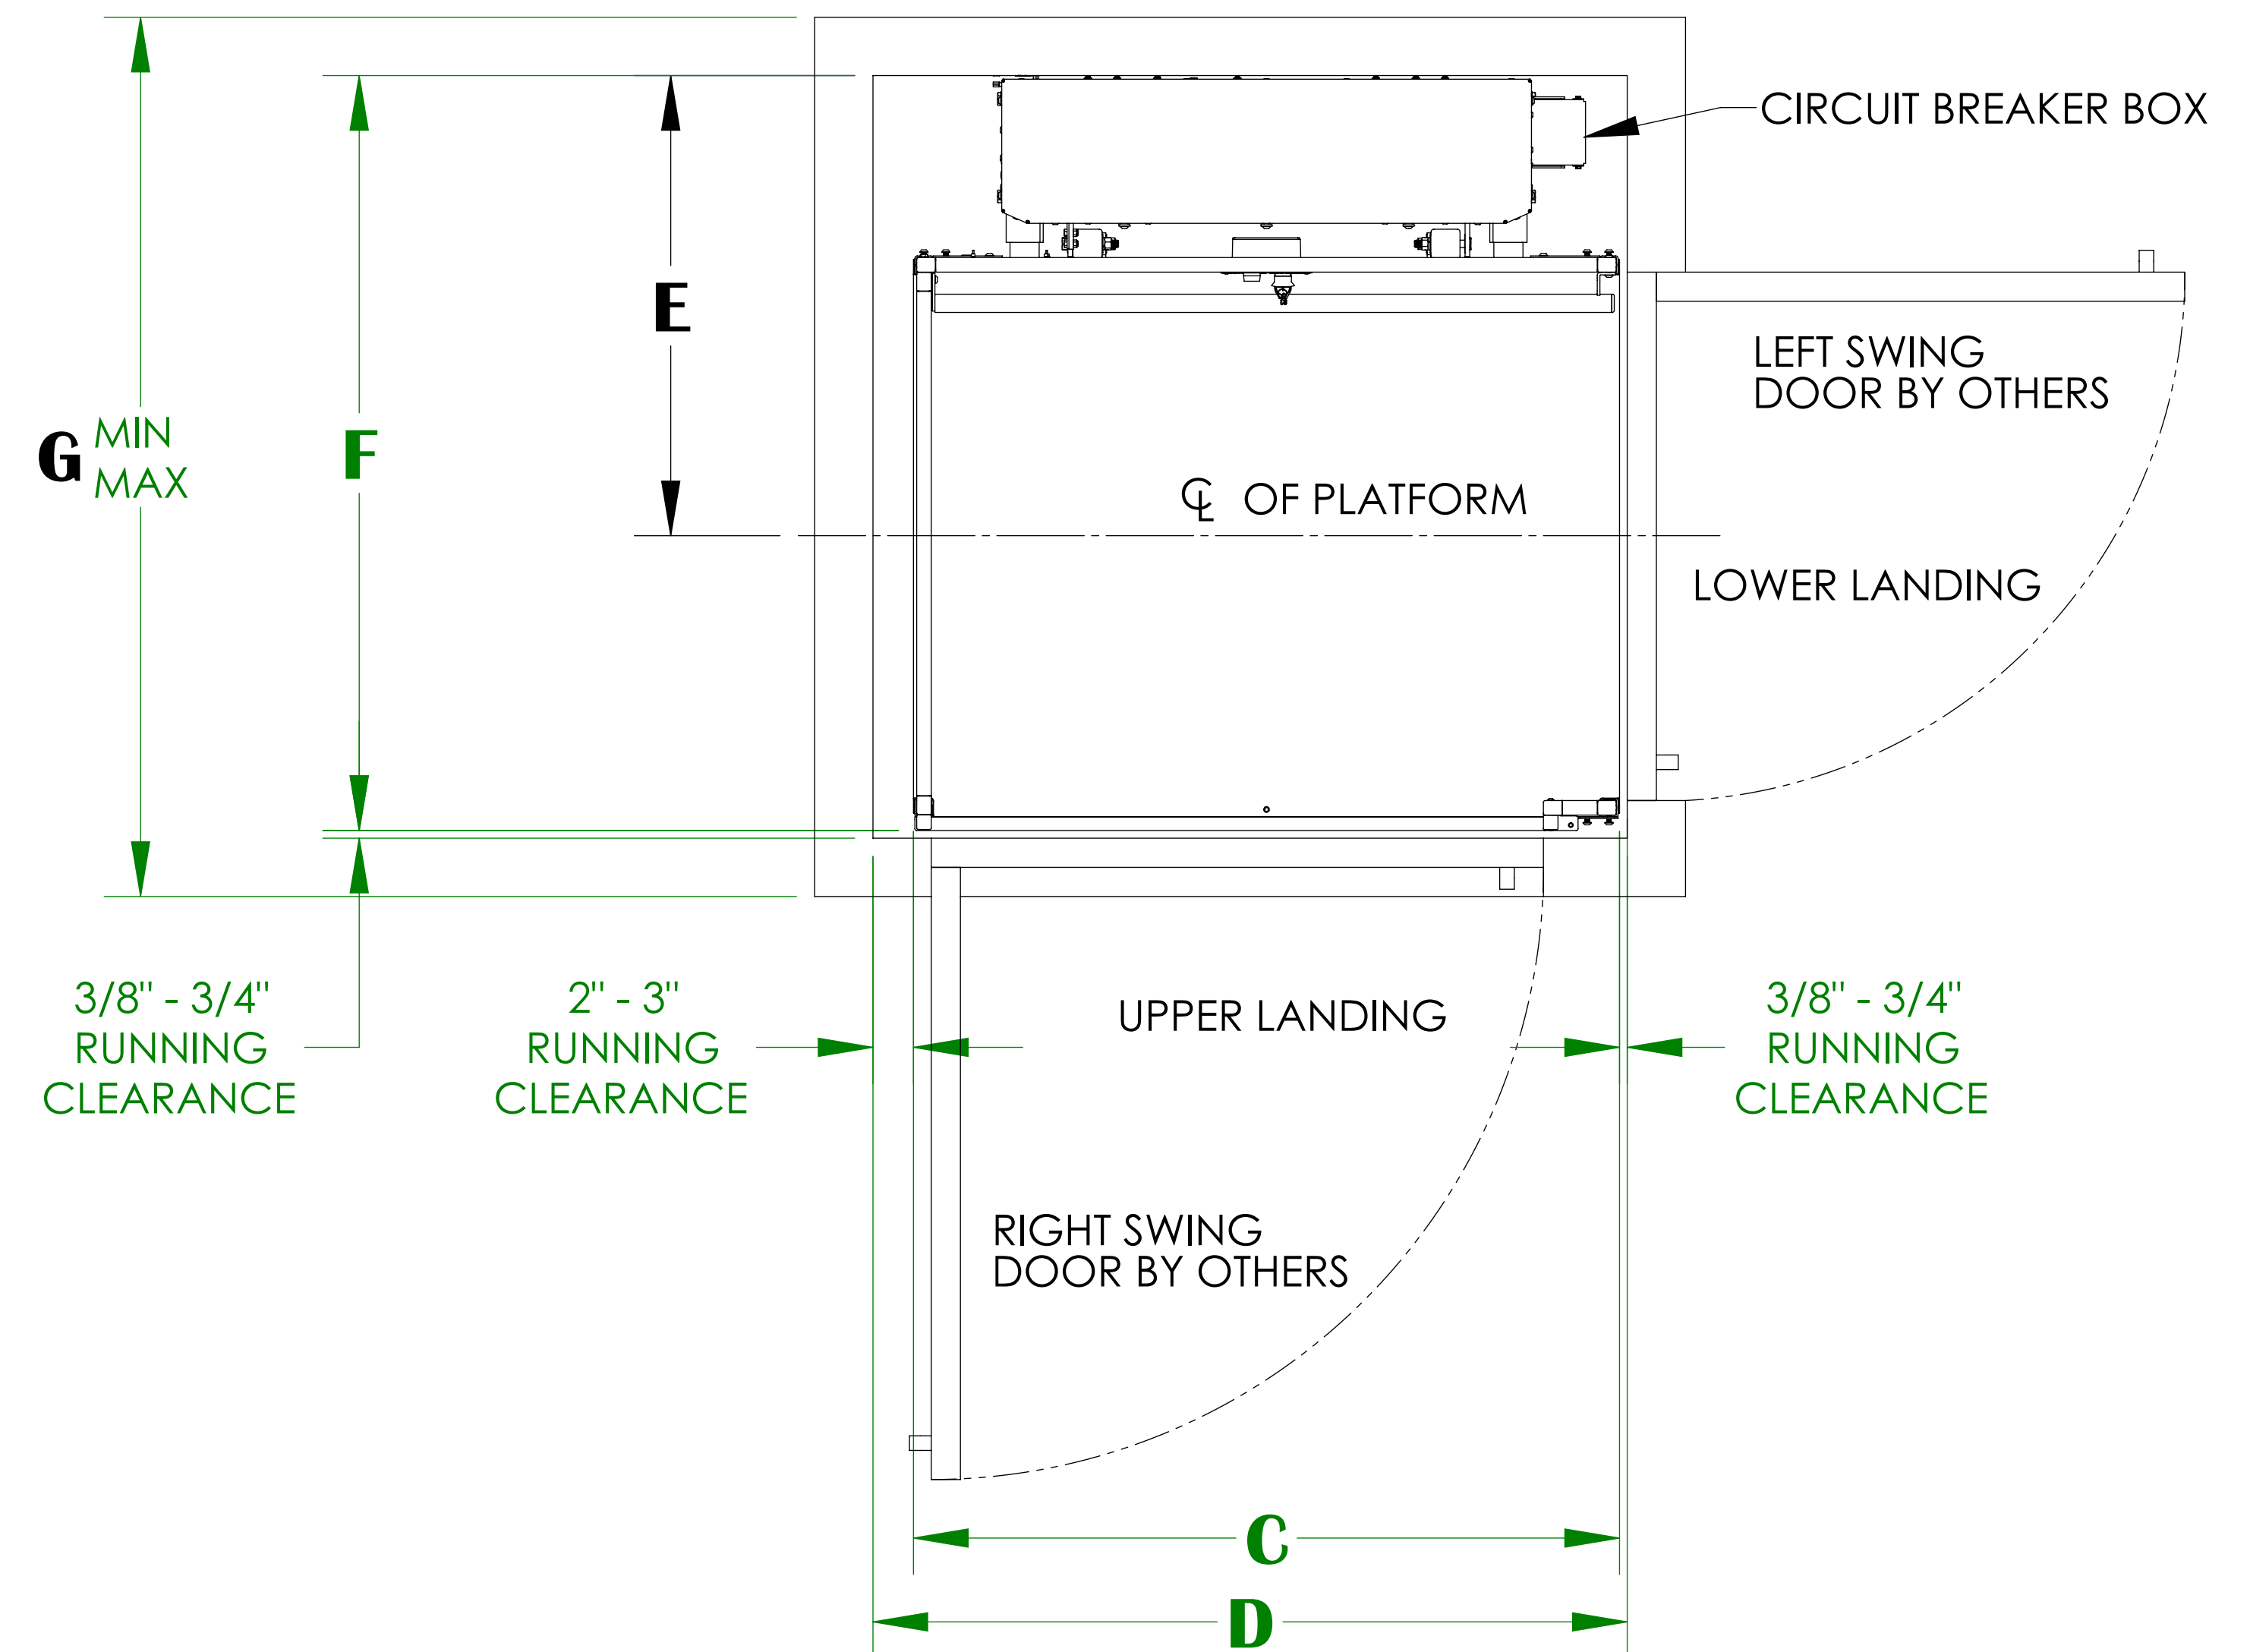 CIRCUIT BREAKER BOX
E
LEFT SWING
DOOR BY OTHERS
G MIN
MAX
F
℄ OF PLATFORM
LOWER LANDING
3/8" - 3/4"
RUNNING
CLEARANCE
2" - 3"
RUNNING
CLEARANCE
UPPER LANDING
3/8" - 3/4"
RUNNING
CLEARANCE
RIGHT SWING
DOOR BY OTHERS
C
D